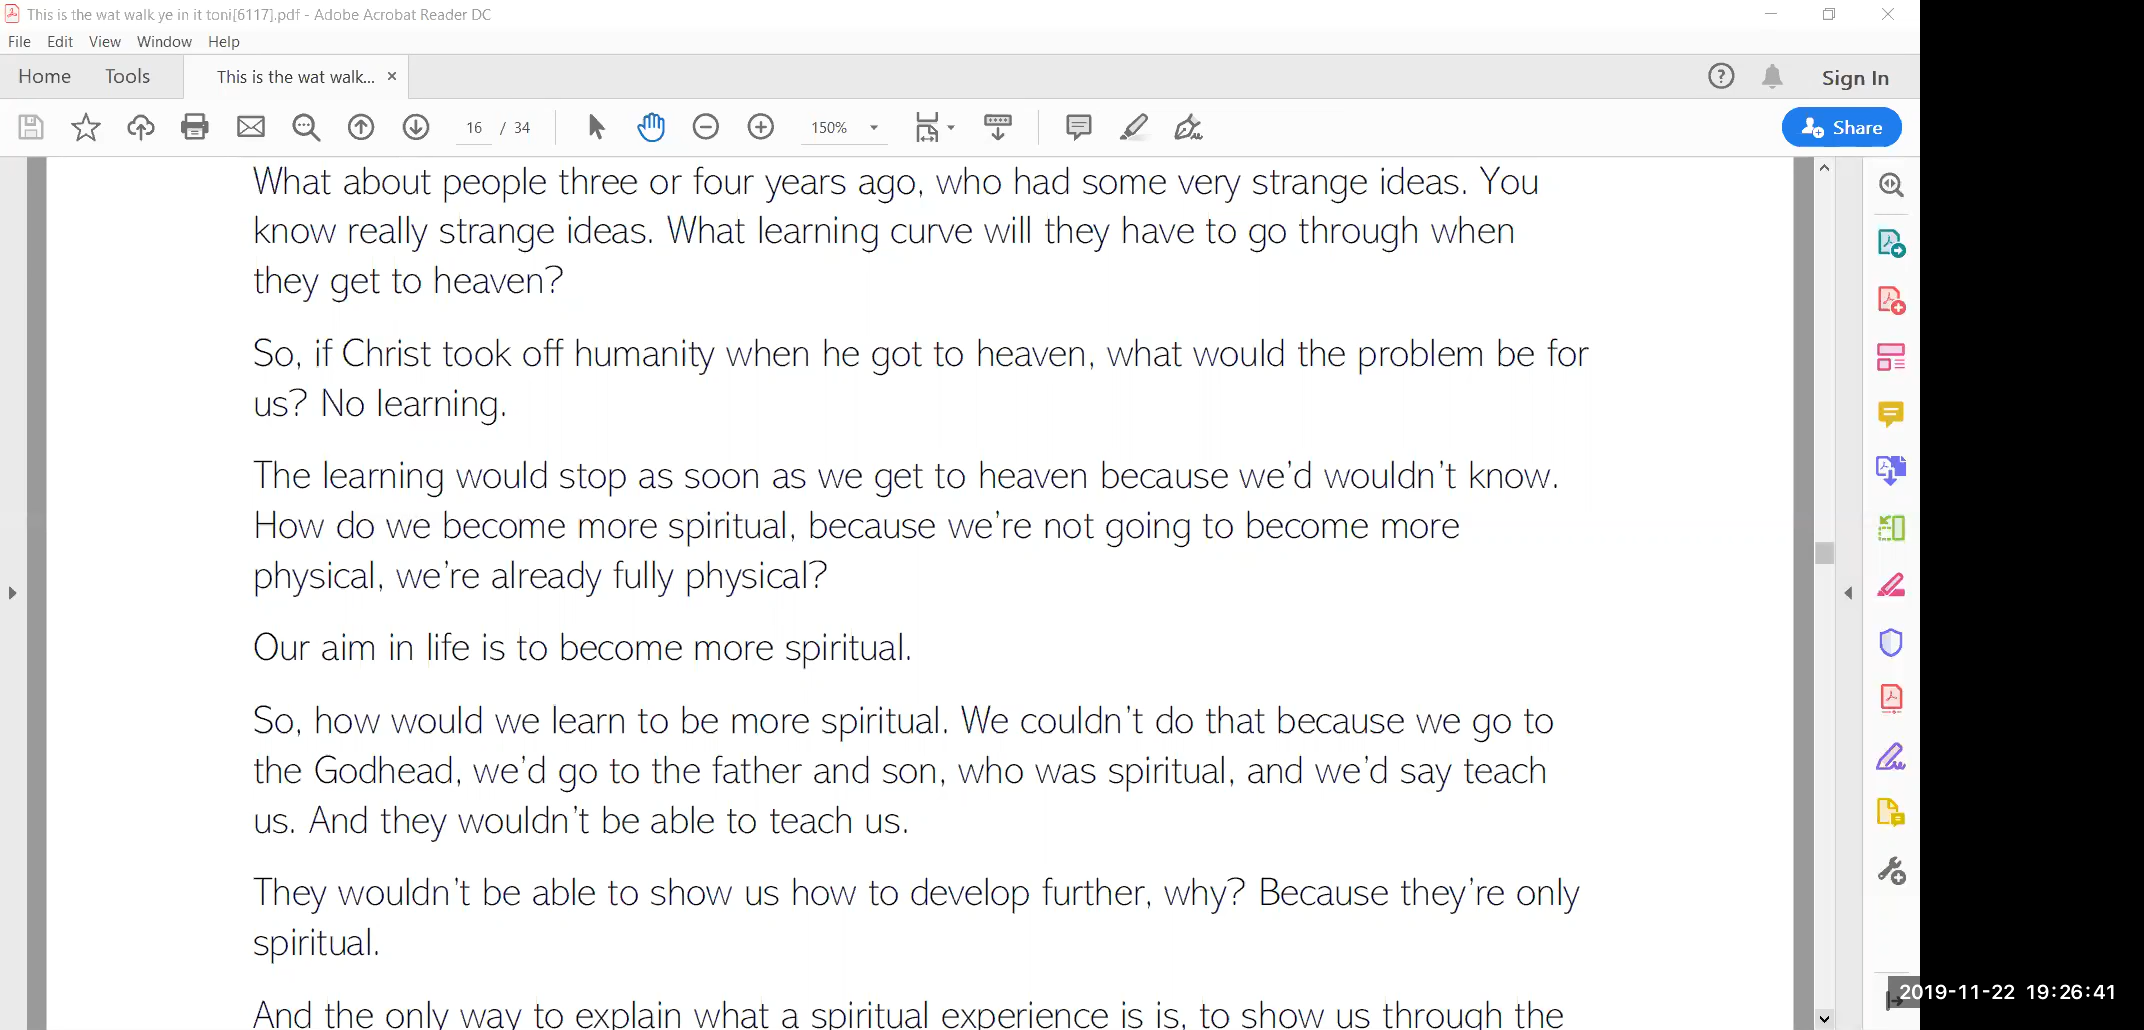 This is the wat walk ye in it toni[6117].pdf - Adobe Acrobat Reader DC
File Edit View Window Help
Home Tools This is the wat walk... × Sign In
16 / 34 150% Share
What about people three or four years ago, who had some very strange ideas. You
know really strange ideas. What learning curve will they have to go through when
they get to heaven?
So, if Christ took off humanity when he got to heaven, what would the problem be for
us? No learning.
The learning would stop as soon as we get to heaven because we'd wouldn't know.
How do we become more spiritual, because we're not going to become more
physical, we're already fully physical?
Our aim in life is to become more spiritual.
So, how would we learn to be more spiritual. We couldn't do that because we go to
the Godhead, we'd go to the father and son, who was spiritual, and we'd say teach
us. And they wouldn't be able to teach us.
They wouldn't be able to show us how to develop further, why? Because they're only
spiritual.
And the only way to explain what a spiritual experience is is, to show us through the
2019-11-22 19:26:41